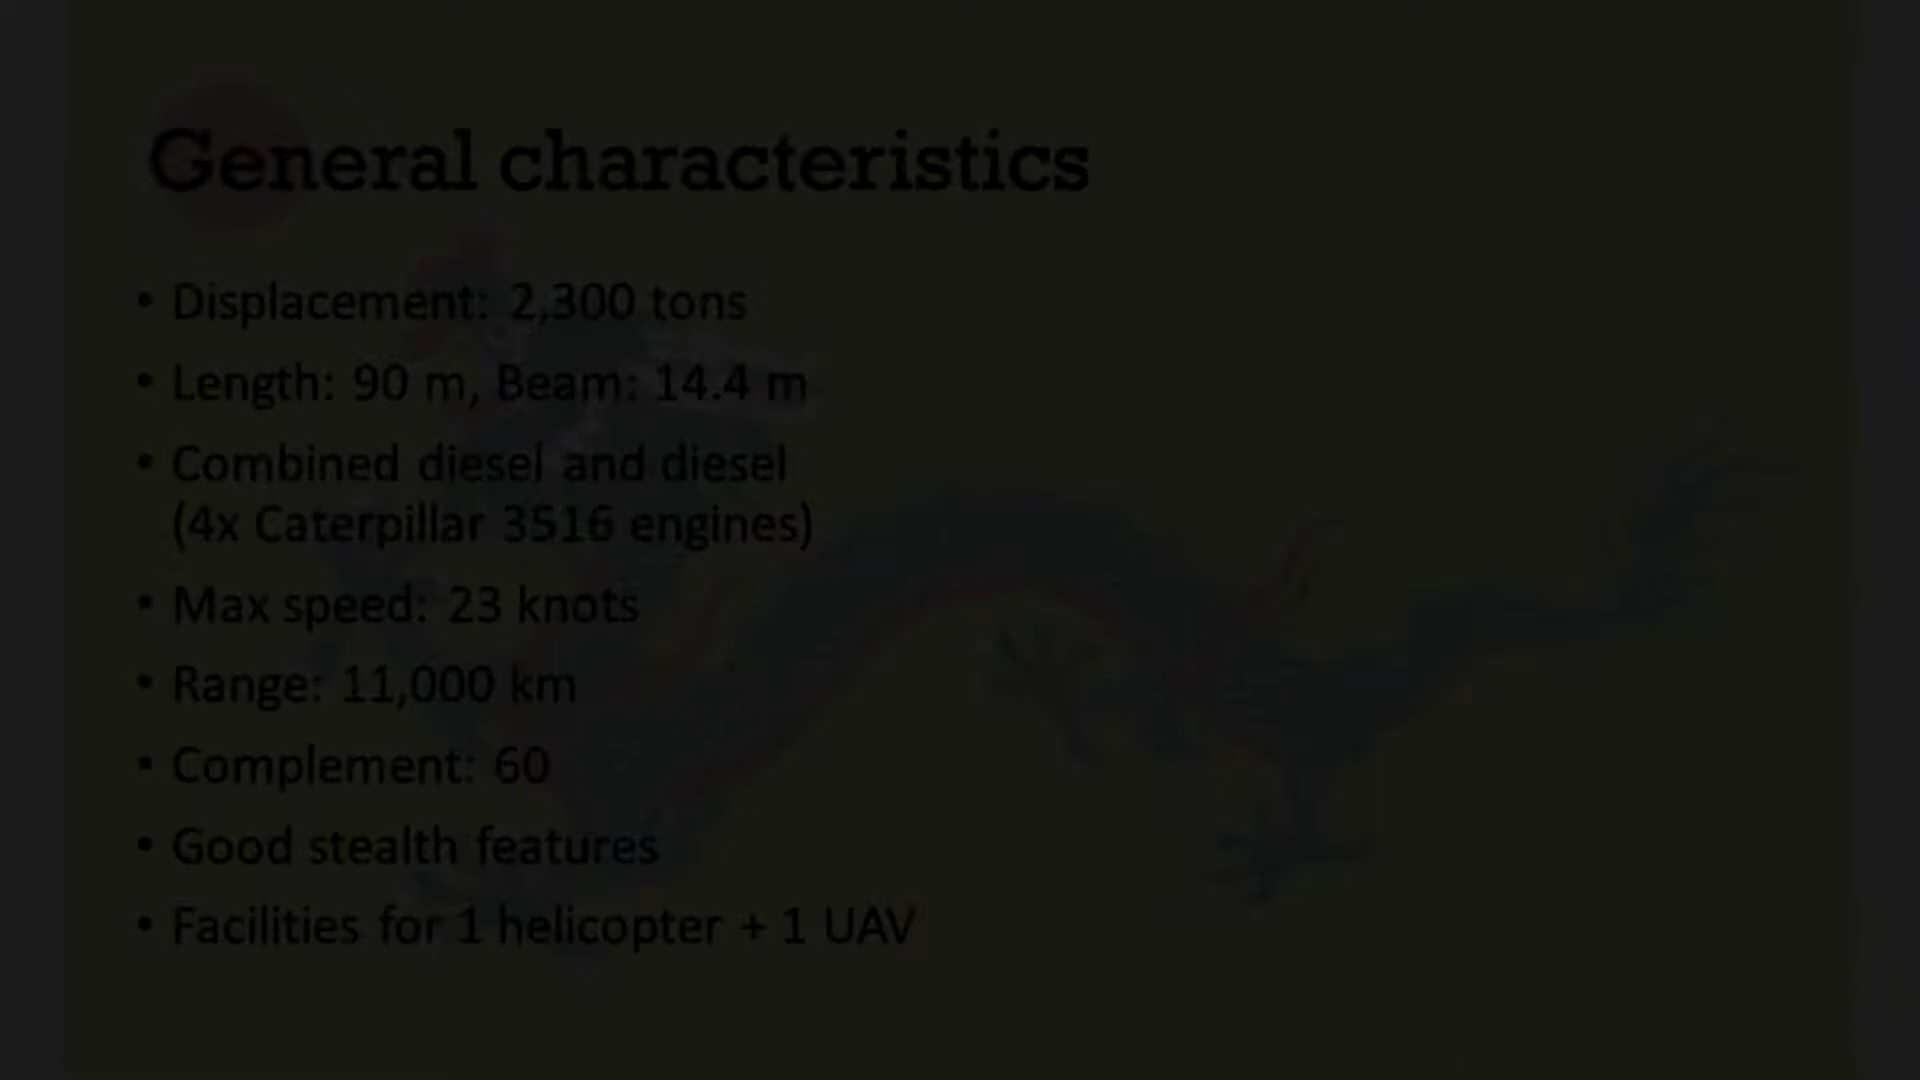 General characteristics
• Displacement: 2,300 tons
• Length: 90 m, Beam: 14.4 m
• Combined diesel and diesel
(4x Caterpillar 3516 engines)
• Max speed: 23 knots
• Range: 11,000 km
• Complement: 60
• Good stealth features
• Facilities for 1 helicopter + 1 UAV